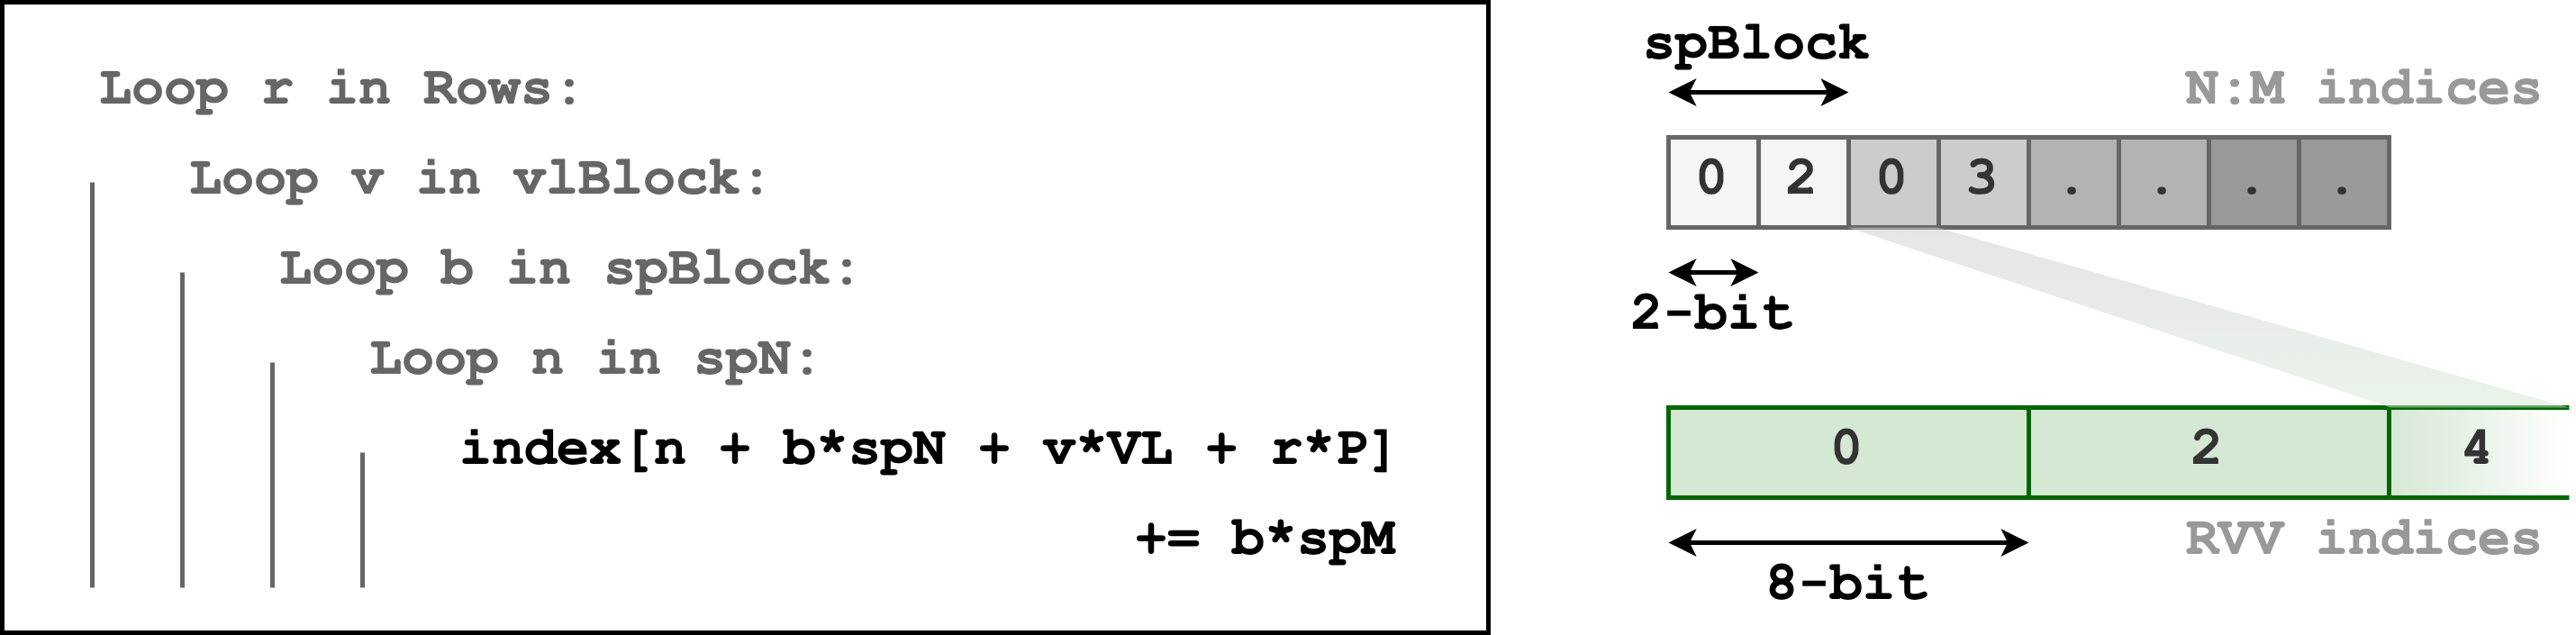 Loop r in Rows:
Loop v in vlBlock:
Loop b in spBlock:
Loop n in spN:
index[n + b*spN + v*VL + r*P]
+= b*spM
spBlock
N:M indices
0 2 0 3 . . . .
2-bit
0 2 4
RVV indices
8-bit